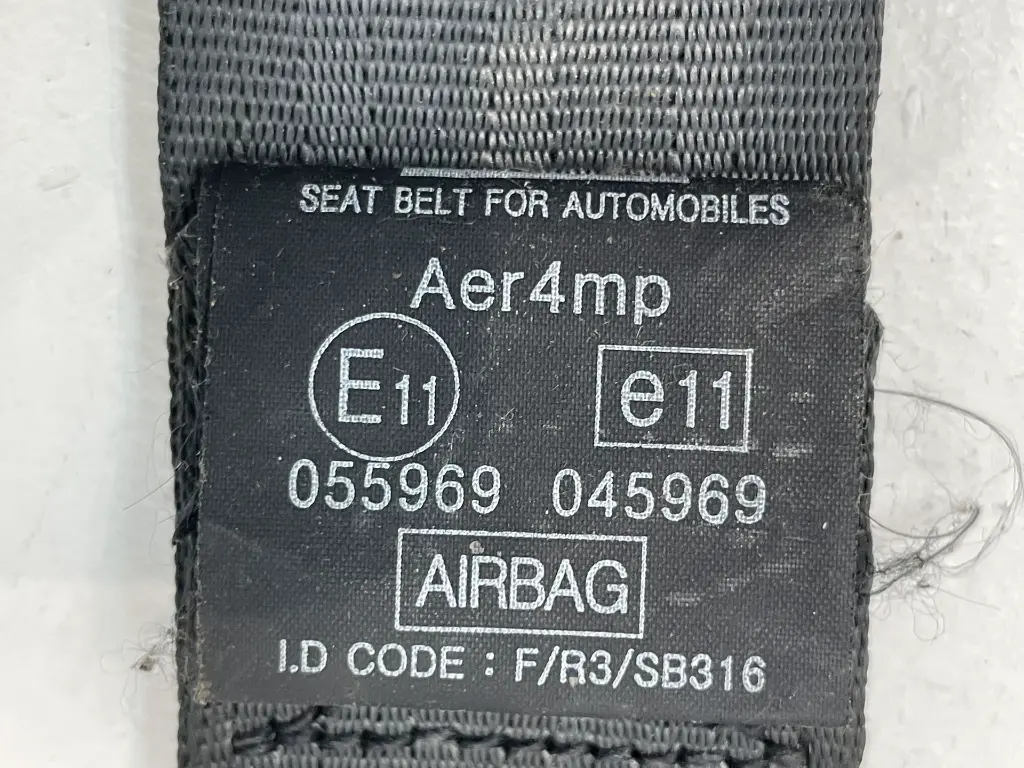 SEAT BELT FOR AUTOMOBILES
Aer4mp
E11 e11
055969 045969
AIRBAG
I.D CODE : F/R3/SB316